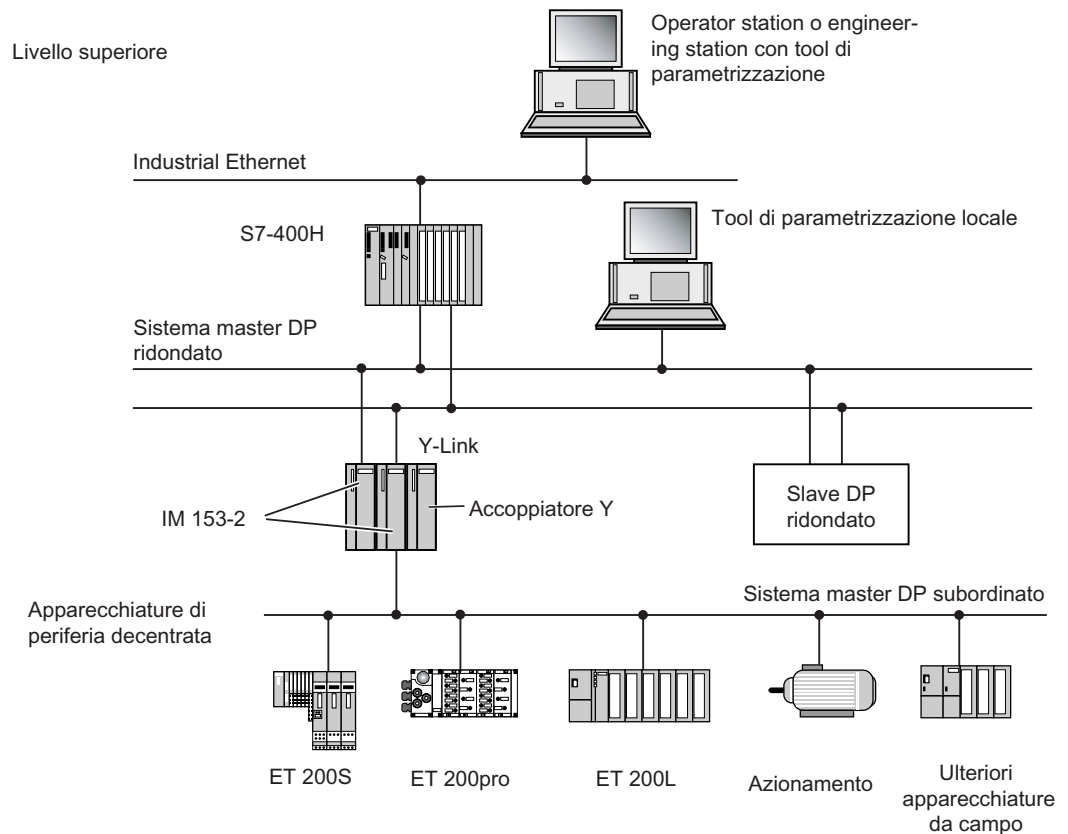 Operator station o engineer-
ing station con tool di
parametrizzazione
Livello superiore
Industrial Ethernet
S7-400H
Tool di parametrizzazione locale
Sistema master DP
ridondato
Y-Link
IM 153-2
Accoppiatore Y
Slave DP
ridondato
Apparecchiature di
periferia decentrata
Sistema master DP subordinato
ET 200S
ET 200pro
ET 200L
Azionamento
Ulteriori
apparecchiature
da campo